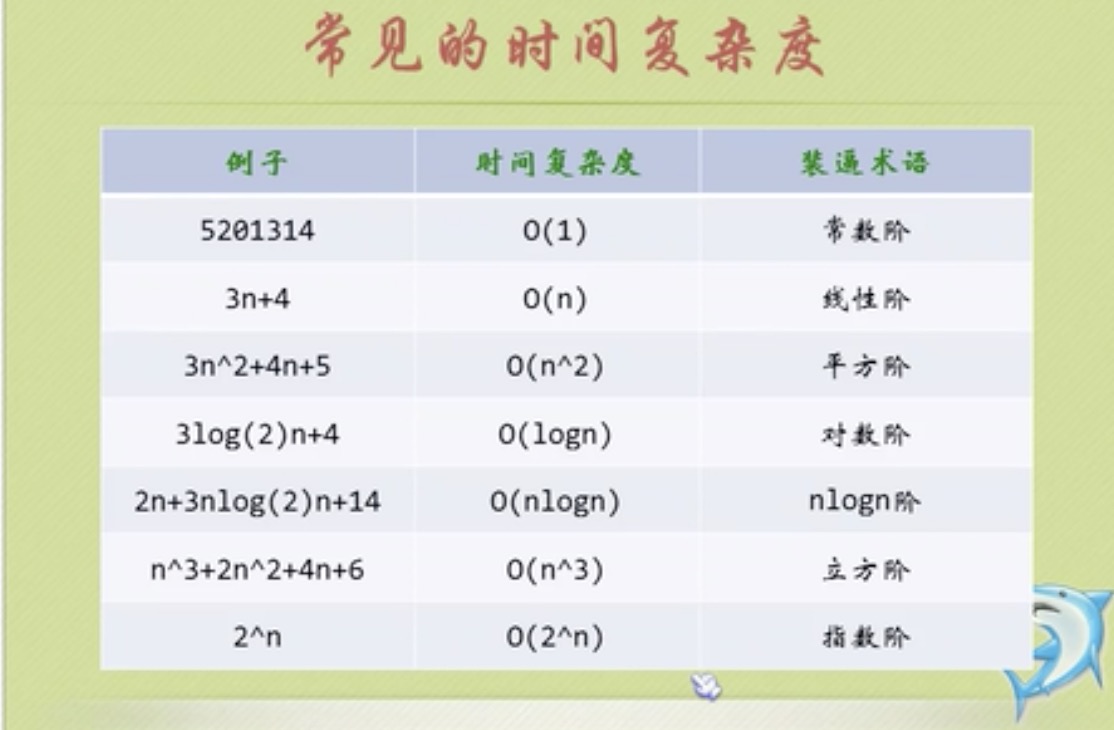 常见的时间复杂度
例子 时间复杂度 装逼术语
5201314 O(1) 常数阶
3n+4 O(n) 线性阶
3n^2+4n+5 O(n^2) 平方阶
3log(2)n+4 O(logn) 对数阶
2n+3nlog(2)n+14 O(nlogn) nlogn阶
n^3+2n^2+4n+6 O(n^3) 立方阶
2^n O(2^n) 指数阶